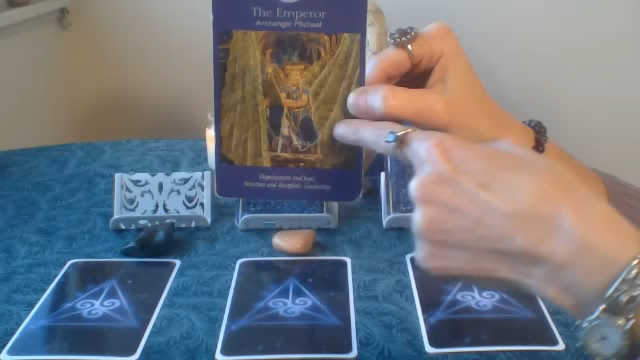 The Emperor
Archangel Michael
Organization and logic.
Structure and discipline. Leadership